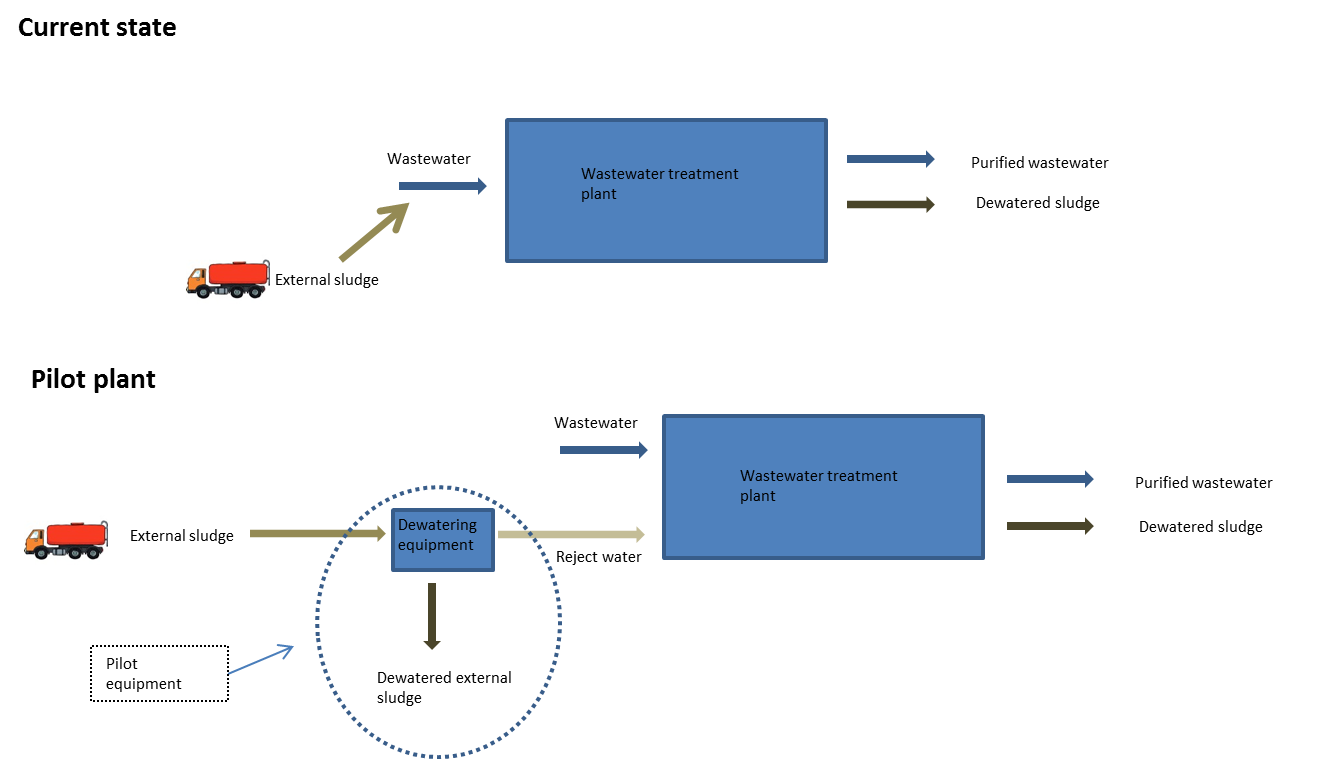 Current state
Wastewater
Wastewater treatment
plant
Purified wastewater
Dewatered sludge
External sludge
Pilot plant
Wastewater
Wastewater treatment
plant
Purified wastewater
Dewatered sludge
External sludge
Dewatering
equipment
Reject water
Pilot
equipment
Dewatered external
sludge